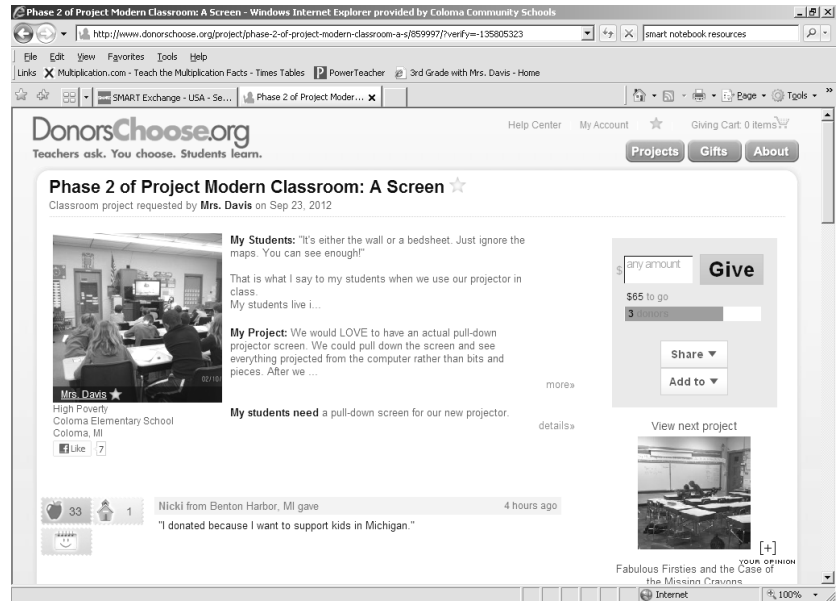 Phase 2 of Project Modern Classroom: A Screen - Windows Internet Explorer provided by Coloma Community Schools
http://www.donorschoose.org/project/phase-2-of-project-modern-classroom-a-s/859997/?verify=-135805323
smart notebook resources
File Edit View Favorites Tools Help
Links Multiplication.com - Teach the Multiplication Facts - Times Tables PowerTeacher 3rd Grade with Mrs. Davis - Home
SMART Exchange - USA - Se... Phase 2 of Project Moder... Page Tools
DonorsChoose.org
Teachers ask. You choose. Students learn.
Help Center My Account Giving Cart: 0 items
Projects Gifts About
Phase 2 of Project Modern Classroom: A Screen
Classroom project requested by Mrs. Davis on Sep 23, 2012
My Students: "It's either the wall or a bedsheet. Just ignore the
maps. You can see enough!"
That is what I say to my students when we use our projector in
class.
My students live i...
My Project: We would LOVE to have an actual pull-down
projector screen. We could pull down the screen and see
everything projected from the computer rather than bits and
pieces. After we ...
more»
My students need a pull-down screen for our new projector.
details»
02/10/
Mrs. Davis
High Poverty
Coloma Elementary School
Coloma, MI
Like 7
$ any amount Give
$65 to go
3 donors
Share
Add to
View next project
[+]
YOUR OPINION
Fabulous Firsties and the Case of
the Missing Crayons
33 1
Nicki from Benton Harbor, MI gave 4 hours ago
"I donated because I want to support kids in Michigan."
Internet 100%